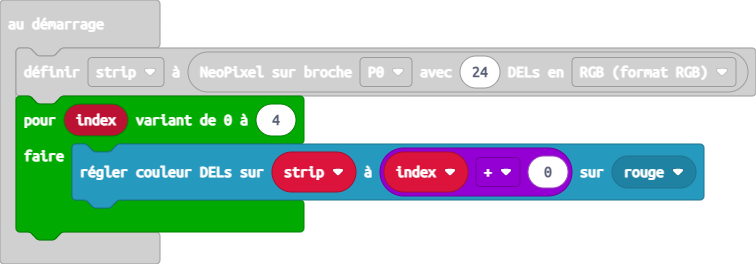 au démarrage
définir strip à NeoPixel sur broche P0 avec 24 DELs en RGB (format RGB)
pour index variant de 0 à 4
faire
régler couleur DELs sur strip à index + 0 sur rouge